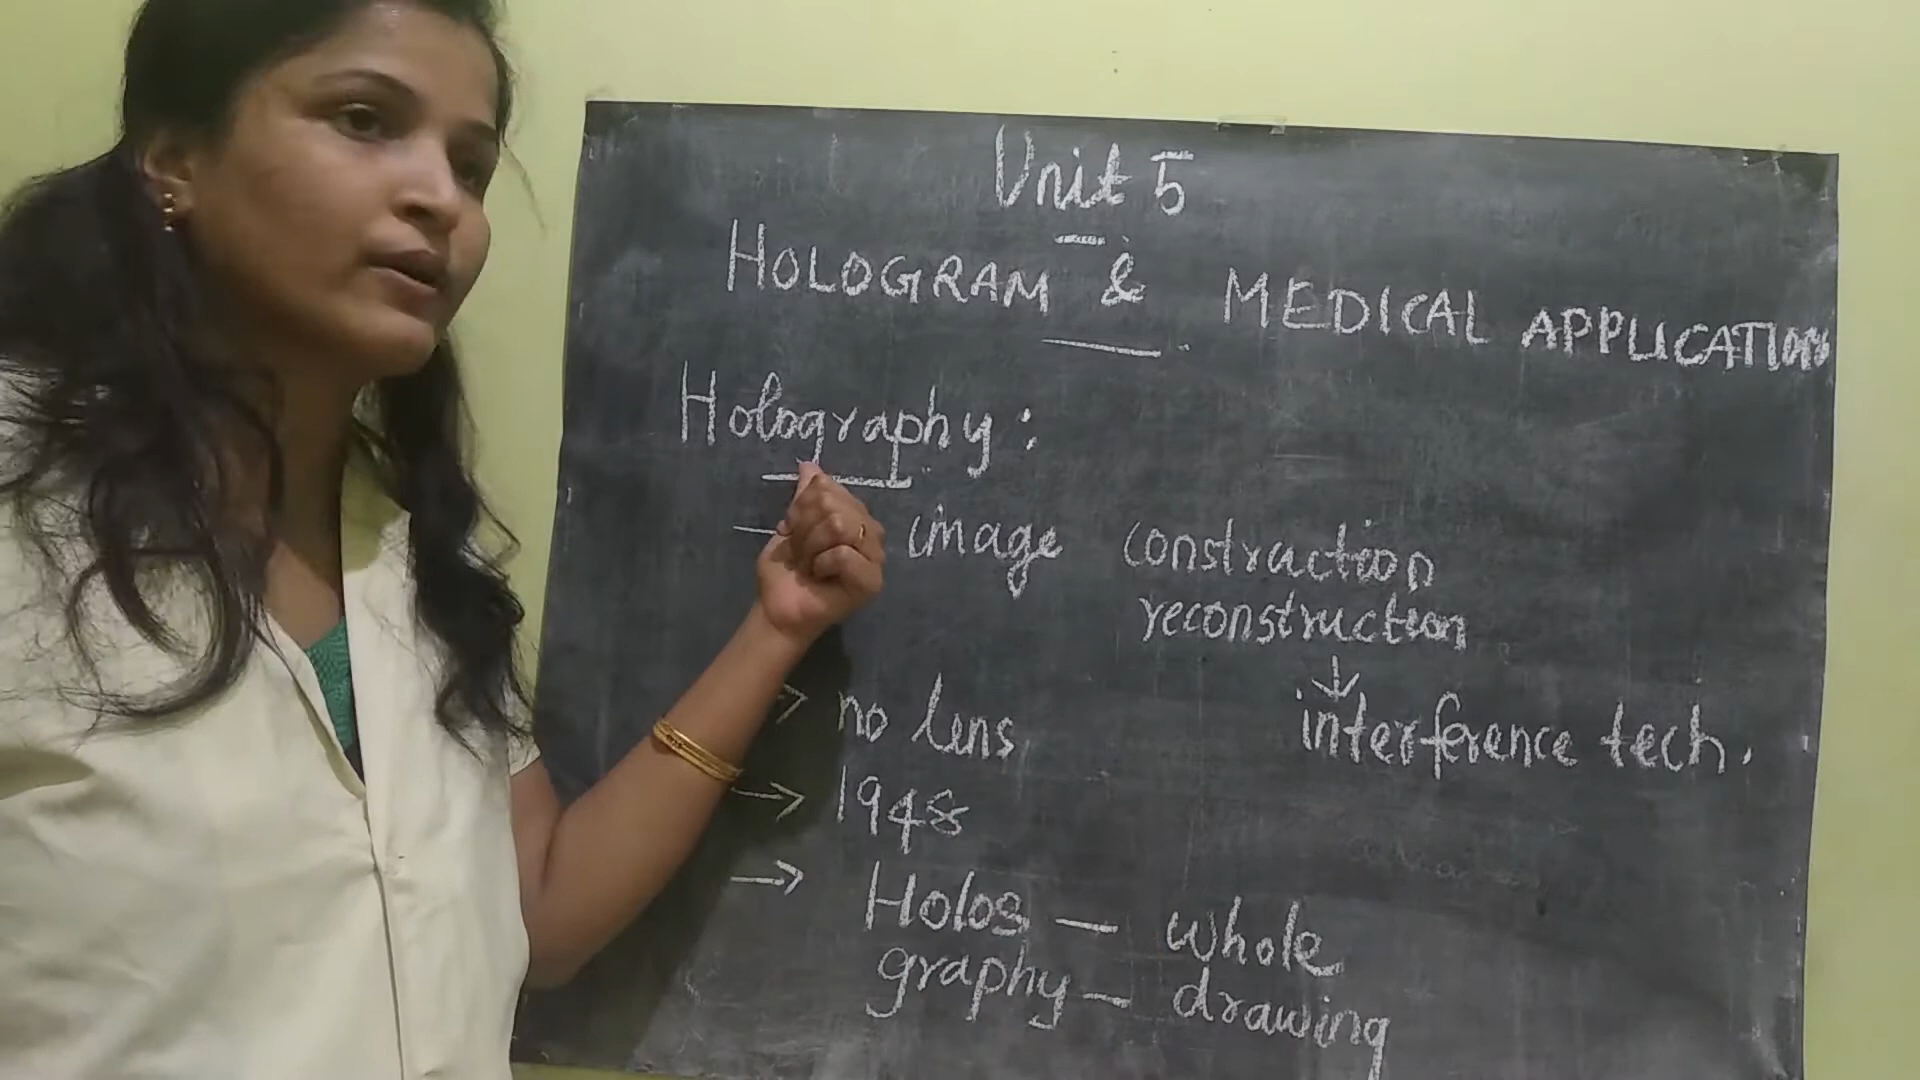 Unit 5
HOLOGRAM & MEDICAL APPLICATIONS
Holography:
image construction
reconstruction
↓
no lens interference tech.
→ 1948
→ Holos — whole
graphy — drawing